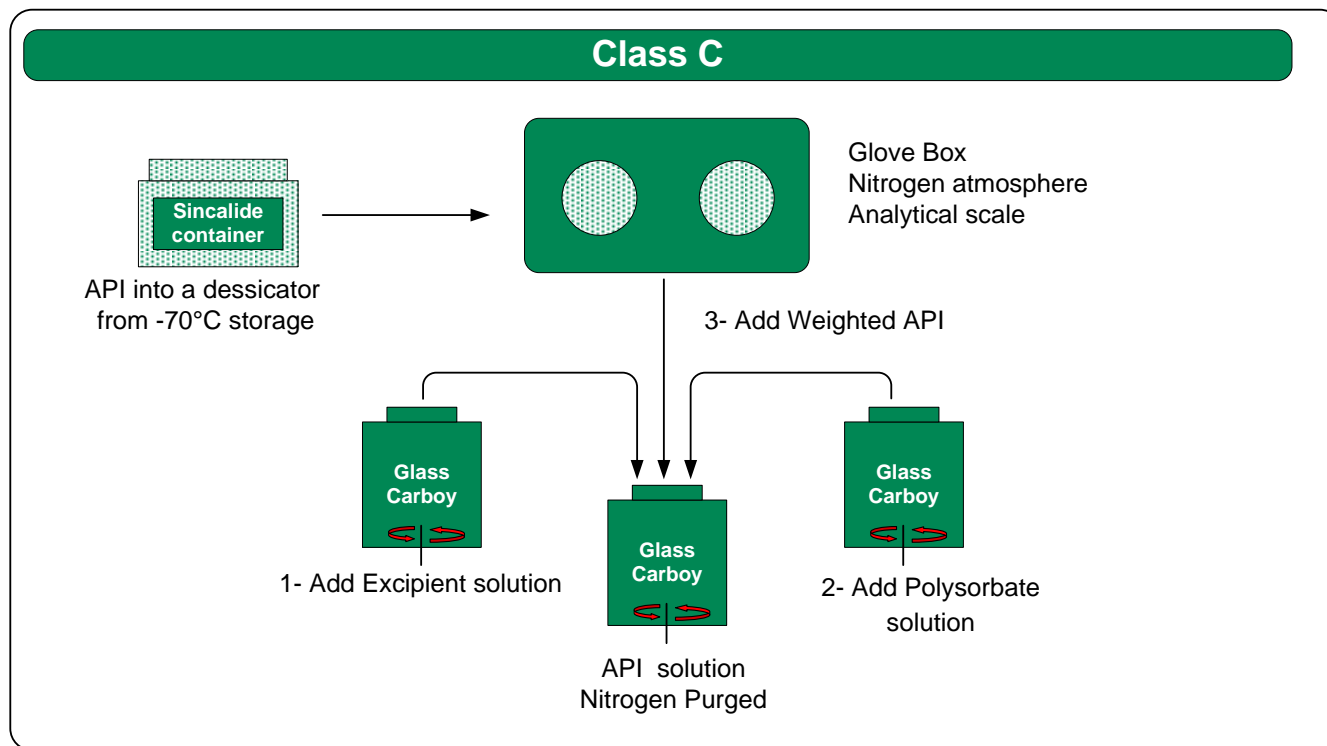 Class C
Sincalide
container
API into a dessicator
from -70°C storage
Glove Box
Nitrogen atmosphere
Analytical scale
3- Add Weighted API
Glass
Carboy
1- Add Excipient solution
Glass
Carboy
API  solution
Nitrogen Purged
Glass
Carboy
2- Add Polysorbate
solution